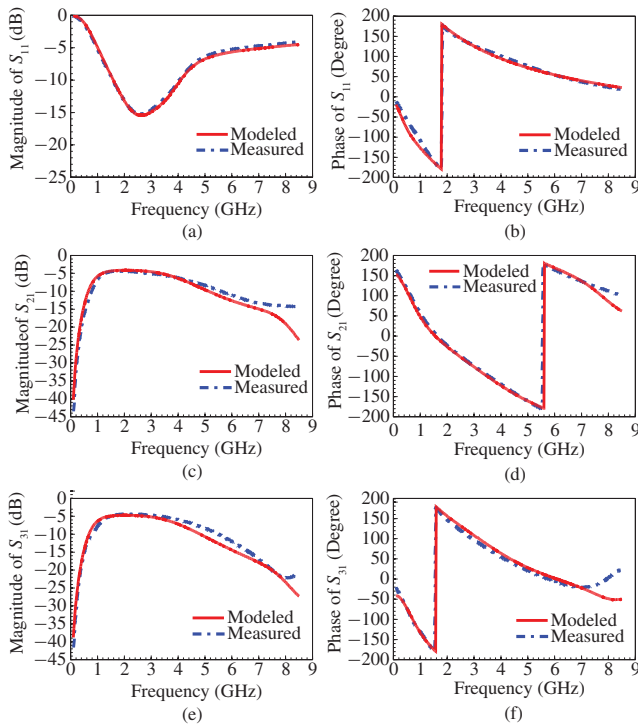 0
−5
−10
−15
−20
−25
Magnitude of S11 (dB)
Modeled
Measured
0 1 2 3 4 5 6 7 8 9
Frequency (GHz)
(a)
200
150
100
50
0
−50
−100
−150
−200
Phase of S11 (Degree)
Modeled
Measured
0 1 2 3 4 5 6 7 8 9
Frequency (GHz)
(b)
0
−5
−10
−15
−20
−25
−30
−35
−40
−45
Magnitudeof S21 (dB)
Modeled
Measured
0 1 2 3 4 5 6 7 8 9
Frequency (GHz)
(c)
200
150
100
50
0
−50
−100
−150
−200
Phase of S21 (Degree)
Modeled
Measured
0 1 2 3 4 5 6 7 8 9
Frequency (GHz)
(d)
0
−5
−10
−15
−20
−25
−30
−35
−40
−45
Magnitude of S31 (dB)
Modeled
Measured
0 1 2 3 4 5 6 7 8 9
Frequency (GHz)
(e)
200
150
100
50
0
−50
−100
−150
−200
Phase of S31 (Degree)
Modeled
Measured
0 1 2 3 4 5 6 7 8 9
Frequency (GHz)
(f)